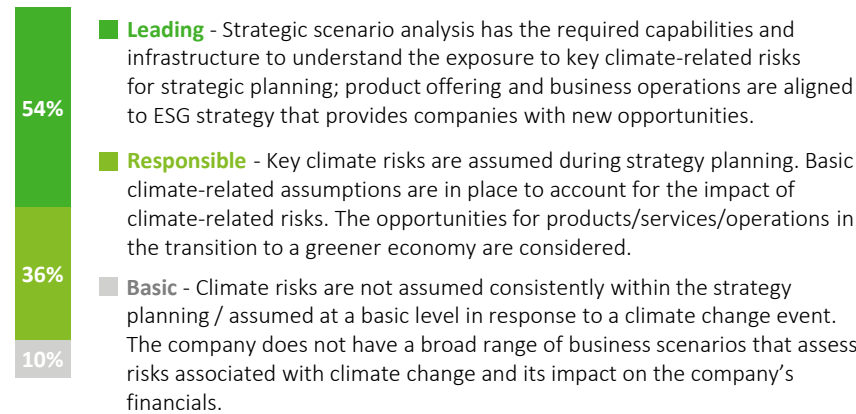 54%
36%
10%
Leading - Strategic scenario analysis has the required capabilities and
infrastructure to understand the exposure to key climate-related risks
for strategic planning; product offering and business operations are aligned
to ESG strategy that provides companies with new opportunities.
Responsible - Key climate risks are assumed during strategy planning. Basic
climate-related assumptions are in place to account for the impact of
climate-related risks. The opportunities for products/services/operations in
the transition to a greener economy are considered.
Basic - Climate risks are not assumed consistently within the strategy
planning / assumed at a basic level in response to a climate change event.
The company does not have a broad range of business scenarios that assess
risks associated with climate change and its impact on the company's
financials.